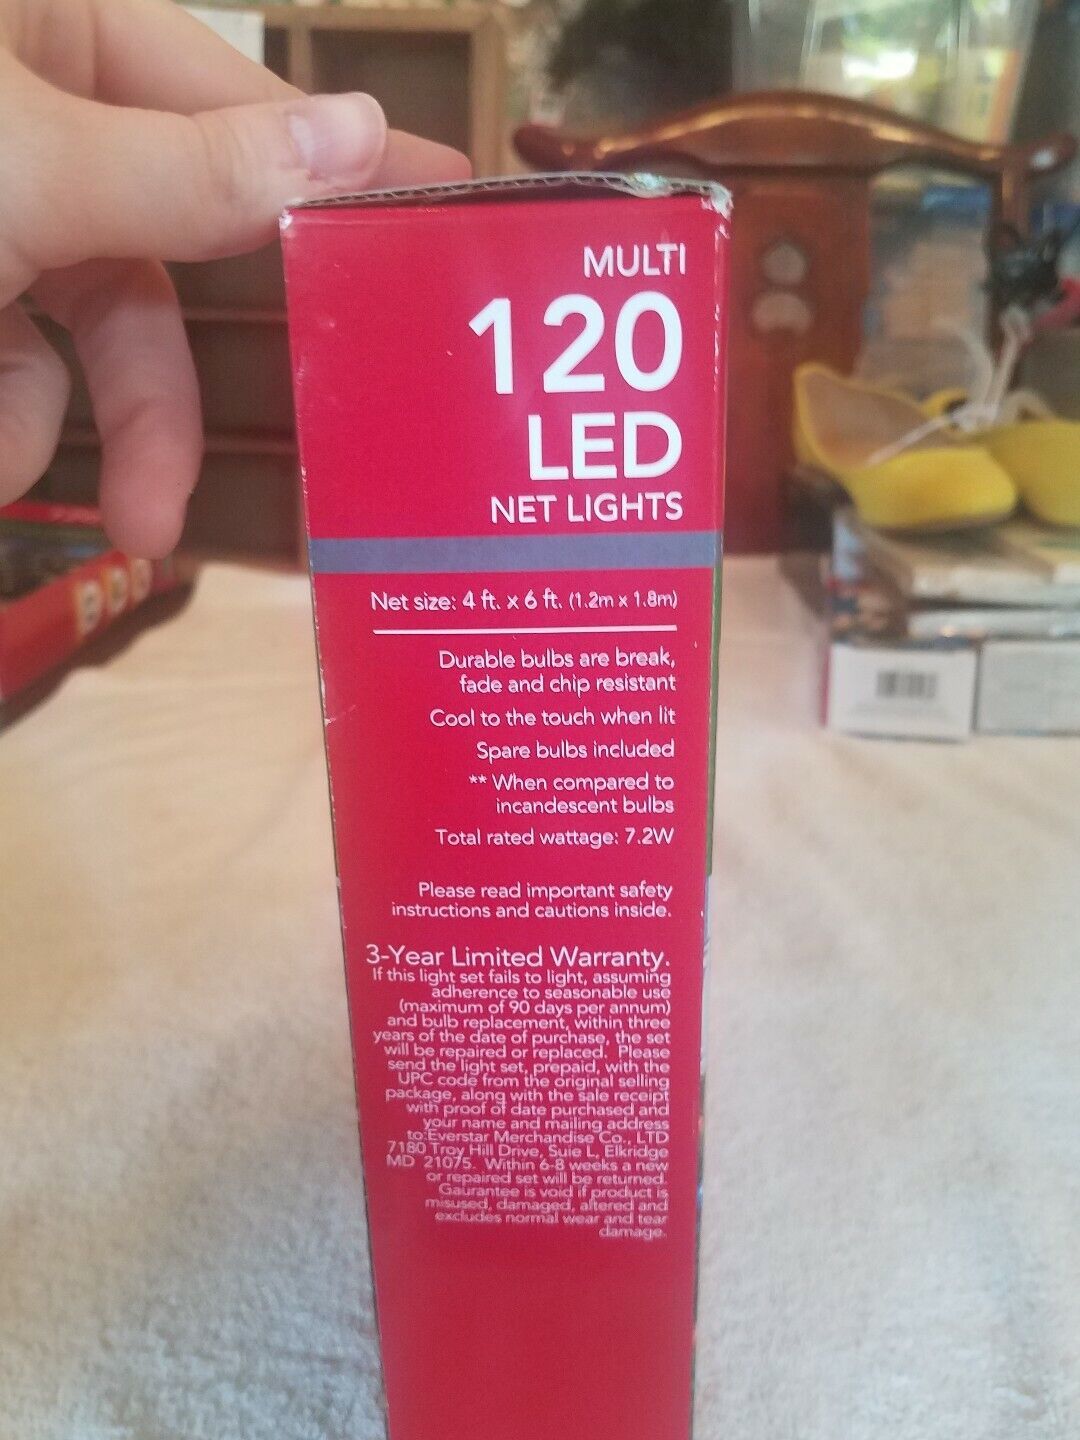 MULTI
120
LED
NET LIGHTS
Net size: 4 ft. x 6 ft. (1.2m x 1.8m)
Durable bulbs are break,
fade and chip resistant
Cool to the touch when lit
Spare bulbs included
** When compared to
incandescent bulbs
Total rated wattage: 7.2W
Please read important safety
instructions and cautions inside.
3-Year Limited Warranty.
If this light set fails to light, assuming
adherence to seasonable use
(maximum of 90 days per annum)
and bulb replacement, within three
years of the date of purchase, the set
will be repaired or replaced. Please
send the light set, prepaid, with the
UPC code from the original selling
package, along with the sale receipt
with proof of date purchased and
your name and mailing address
to:Everstar Merchandise Co., LTD
7180 Troy Hill Drive, Suie L, Elkridge
MD 21075. Within 6-8 weeks a new
or repaired set will be returned.
Gaurantee is void if product is
misused, damaged, altered and
excludes normal wear and tear
damage.